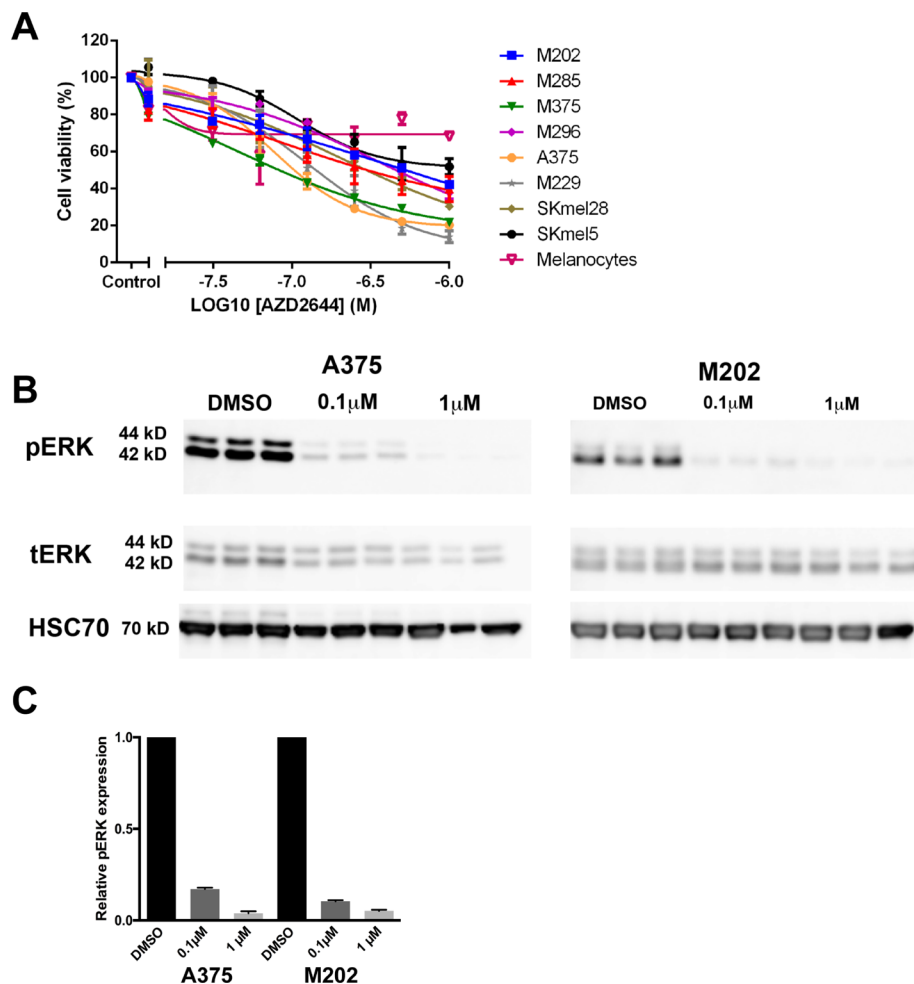 A
120
100
80
60
40
20
0
Cell viability (%)
Control
-7.5
-7.0
-6.5
-6.0
LOG10 [AZD2644] (M)
M202
M285
M375
M296
A375
M229
SKmel28
SKmel5
Melanocytes
B
A375
M202
DMSO
0.1µM
1µM
DMSO
0.1µM
1µM
pERK
44 kD
42 kD
tERK
44 kD
42 kD
HSC70
70 kD
C
1.0
0.5
0.0
Relative pERK expression
DMSO
0.1µM
1 µM
DMSO
0.1µM
1 µM
A375
M202